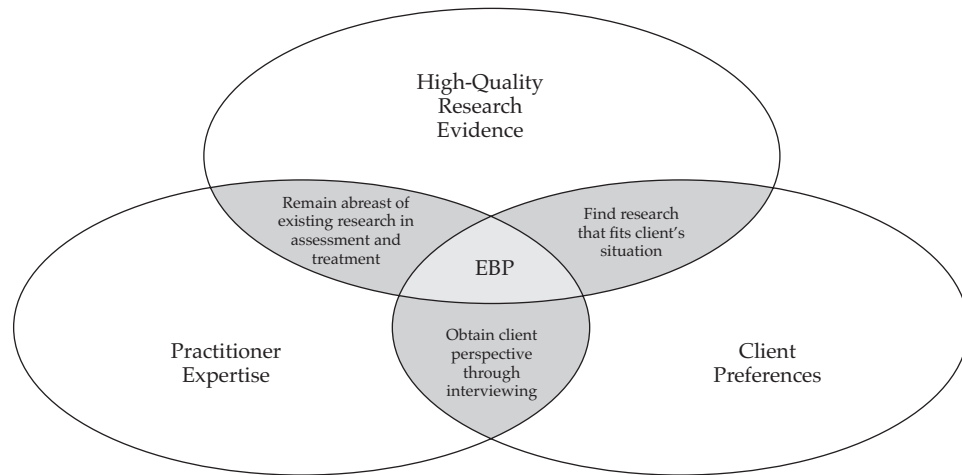 High-Quality
Research
Evidence
Remain abreast of
existing research in
assessment and
treatment
Find research
that fits client's
situation
EBP
Practitioner
Expertise
Obtain client
perspective
through
interviewing
Client
Preferences